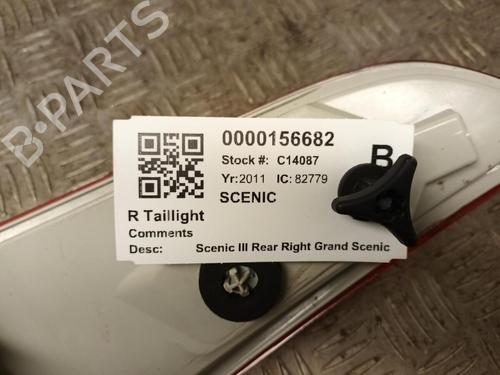 B-PARTS
0000156682
Stock #: C14087
B
Yr:2011 IC: 82779
SCENIC
R Taillight
Comments
Desc: Scenic III Rear Right Grand Scenic